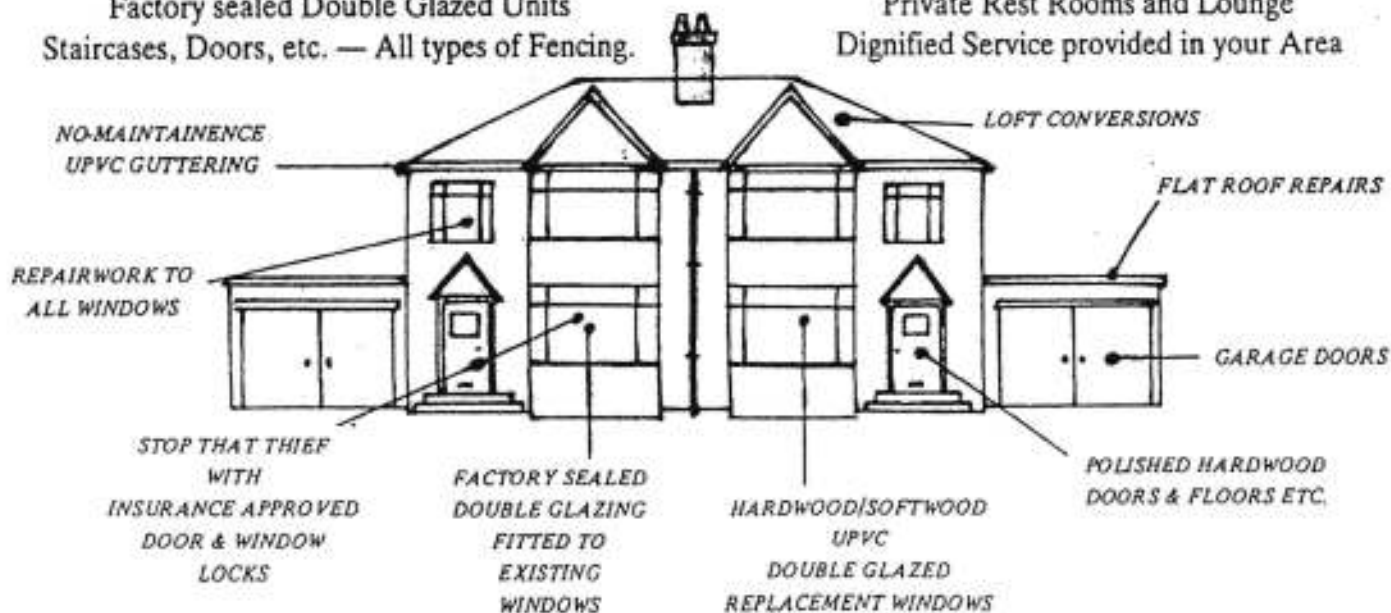 Factory sealed Double Glazed Units
Staircases, Doors, etc. — All types of Fencing.
Private Rest Rooms and Lounge
Dignified Service provided in your Area
NO-MAINTAINENCE
UPVC GUTTERING
LOFT CONVERSIONS
FLAT ROOF REPAIRS
REPAIRWORK TO
ALL WINDOWS
GARAGE DOORS
STOP THAT THIEF
WITH
INSURANCE APPROVED
DOOR & WINDOW
LOCKS
FACTORY SEALED
DOUBLE GLAZING
FITTED TO
EXISTING
WINDOWS
HARDWOOD/SOFTWOOD
UPVC
DOUBLE GLAZED
REPLACEMENT WINDOWS
POLISHED HARDWOOD
DOORS & FLOORS ETC.